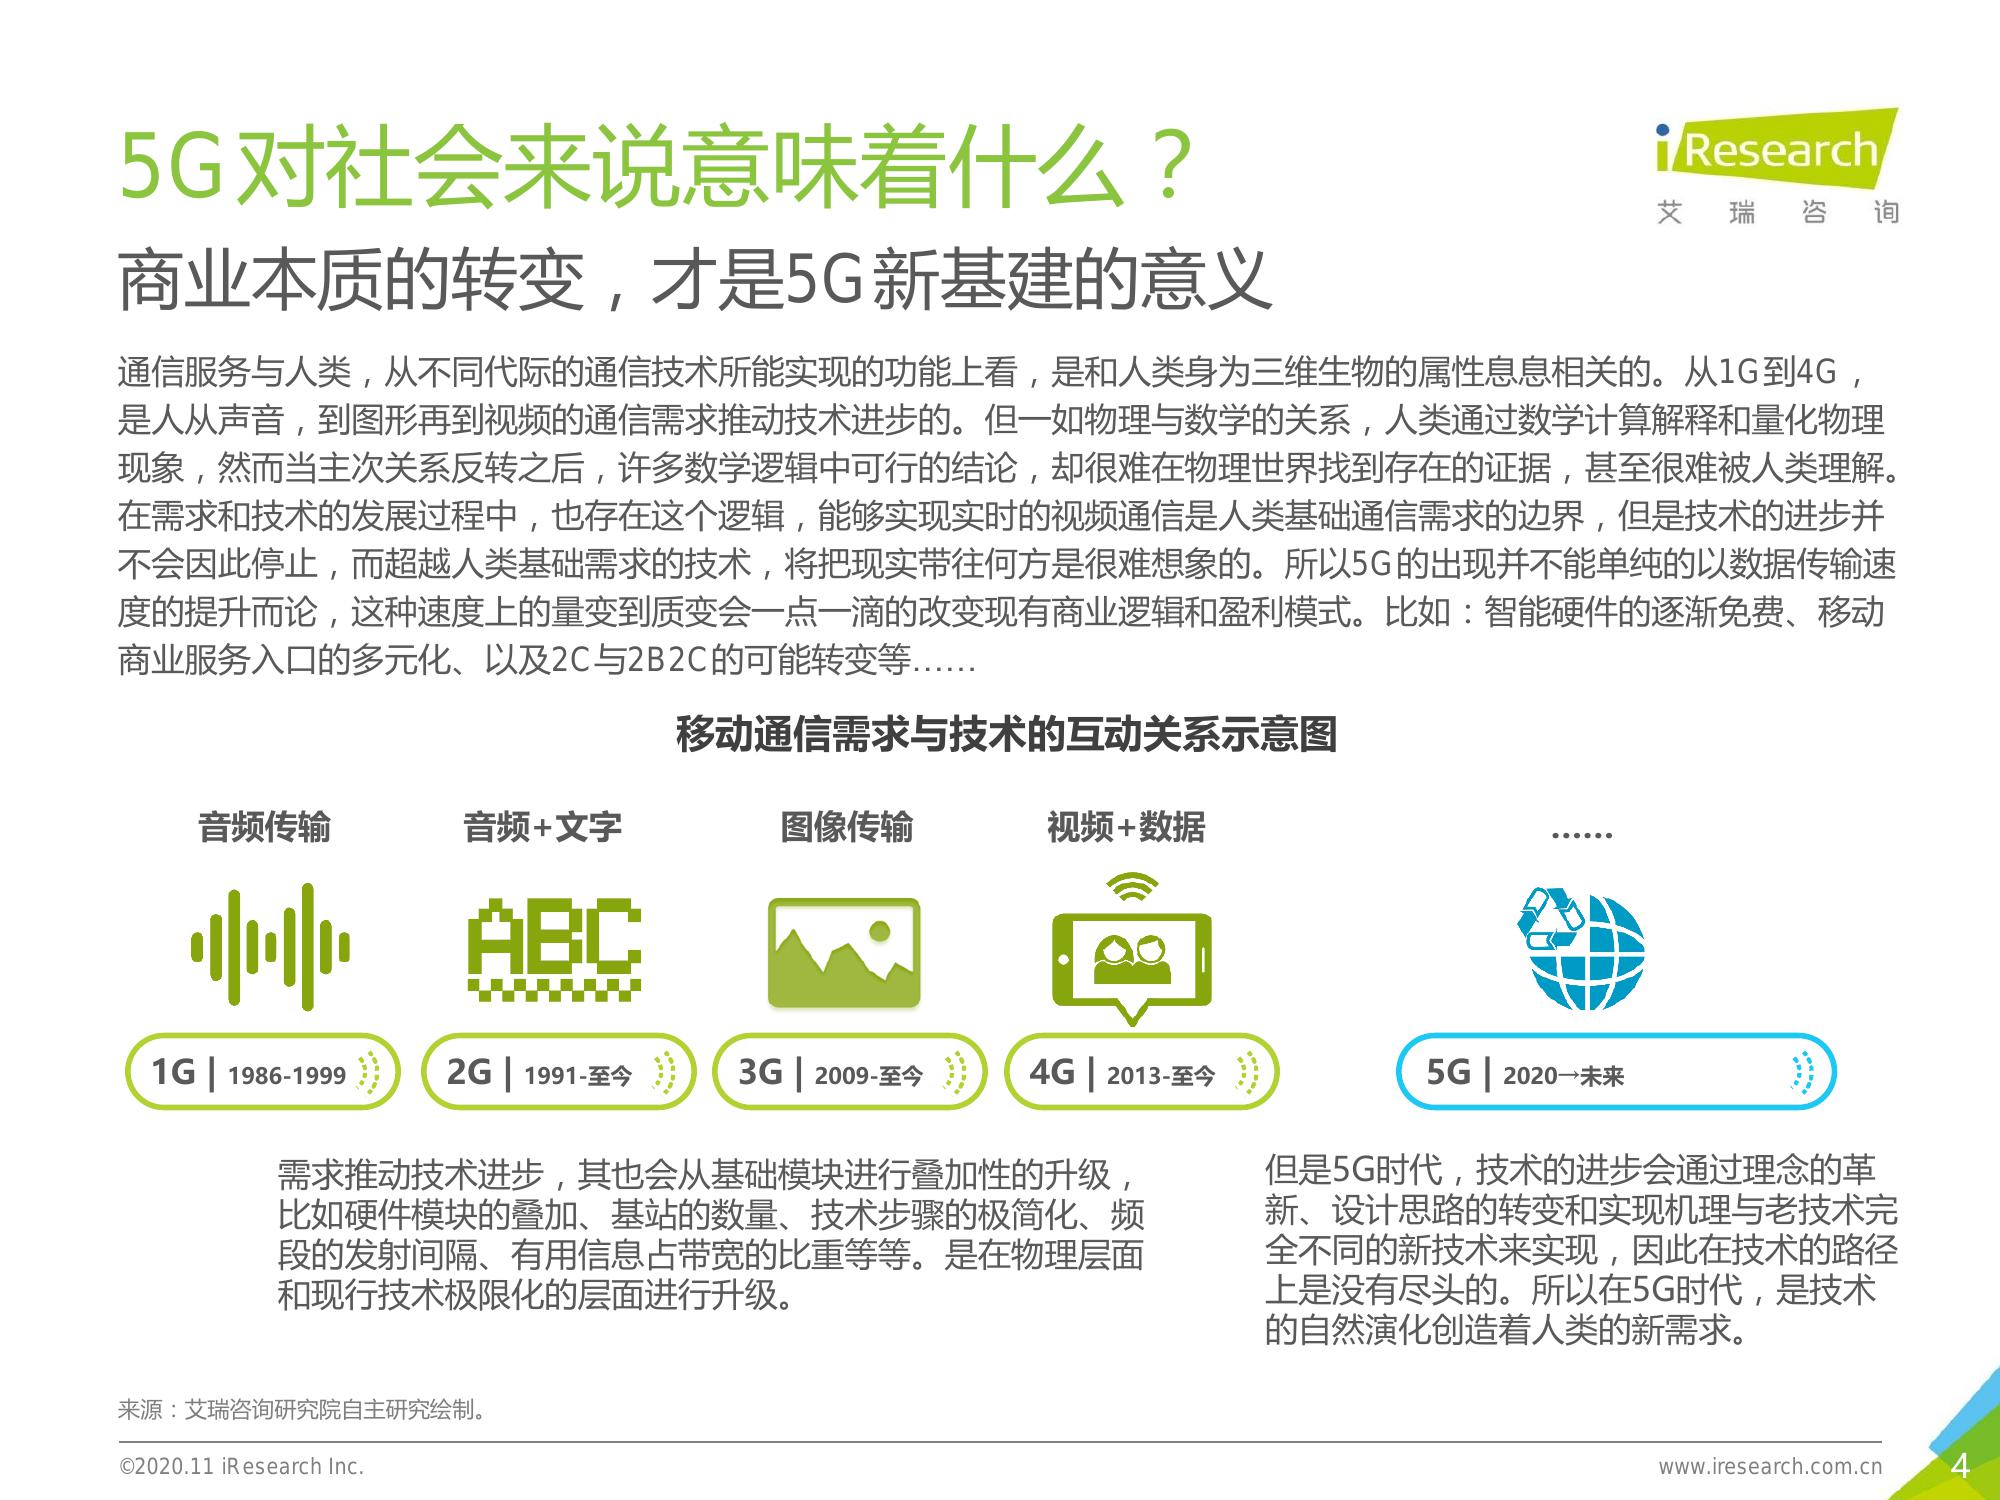 5G对社会来说意味着什么？
iResearch
艾瑞咨询
商业本质的转变，才是5G新基建的意义
通信服务与人类，从不同代际的通信技术所能实现的功能上看，是和人类身为三维生物的属性息息相关的。从1G到4G，
是人从声音，到图形再到视频的通信需求推动技术进步的。但一如物理与数学的关系，人类通过数学计算解释和量化物理
现象，然而当主次关系反转之后，许多数学逻辑中可行的结论，却很难在物理世界找到存在的证据，甚至很难被人类理解。
在需求和技术的发展过程中，也存在这个逻辑，能够实现实时的视频通信是人类基础通信需求的边界，但是技术的进步并
不会因此停止，而超越人类基础需求的技术，将把现实带往何方是很难想象的。所以5G的出现并不能单纯的以数据传输速
度的提升而论，这种速度上的量变到质变会一点一滴的改变现有商业逻辑和盈利模式。比如：智能硬件的逐渐免费、移动
商业服务入口的多元化、以及2C与2B2C的可能转变等……
移动通信需求与技术的互动关系示意图
音频传输
音频+文字
图像传输
视频+数据
……
ABC
1G | 1986-1999
2G | 1991-至今
3G | 2009-至今
4G | 2013-至今
5G | 2020→未来
需求推动技术进步，其也会从基础模块进行叠加性的升级，
比如硬件模块的叠加、基站的数量、技术步骤的极简化、频
段的发射间隔、有用信息占带宽的比重等等。是在物理层面
和现行技术极限化的层面进行升级。
但是5G时代，技术的进步会通过理念的革
新、设计思路的转变和实现机理与老技术完
全不同的新技术来实现，因此在技术的路径
上是没有尽头的。所以在5G时代，是技术
的自然演化创造着人类的新需求。
来源：艾瑞咨询研究院自主研究绘制。
©2020.11 iResearch Inc.
www.iresearch.com.cn
4